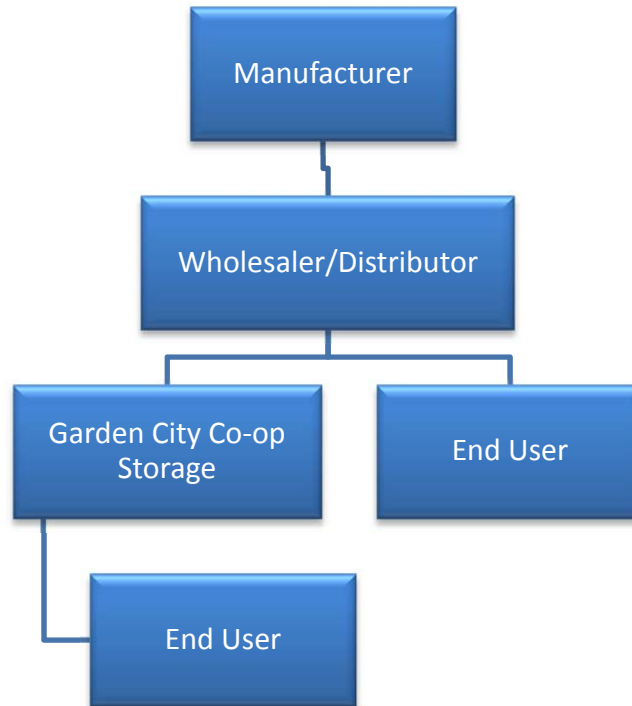 Manufacturer
Wholesaler/Distributor
Garden City Co-op
Storage
End User
End User